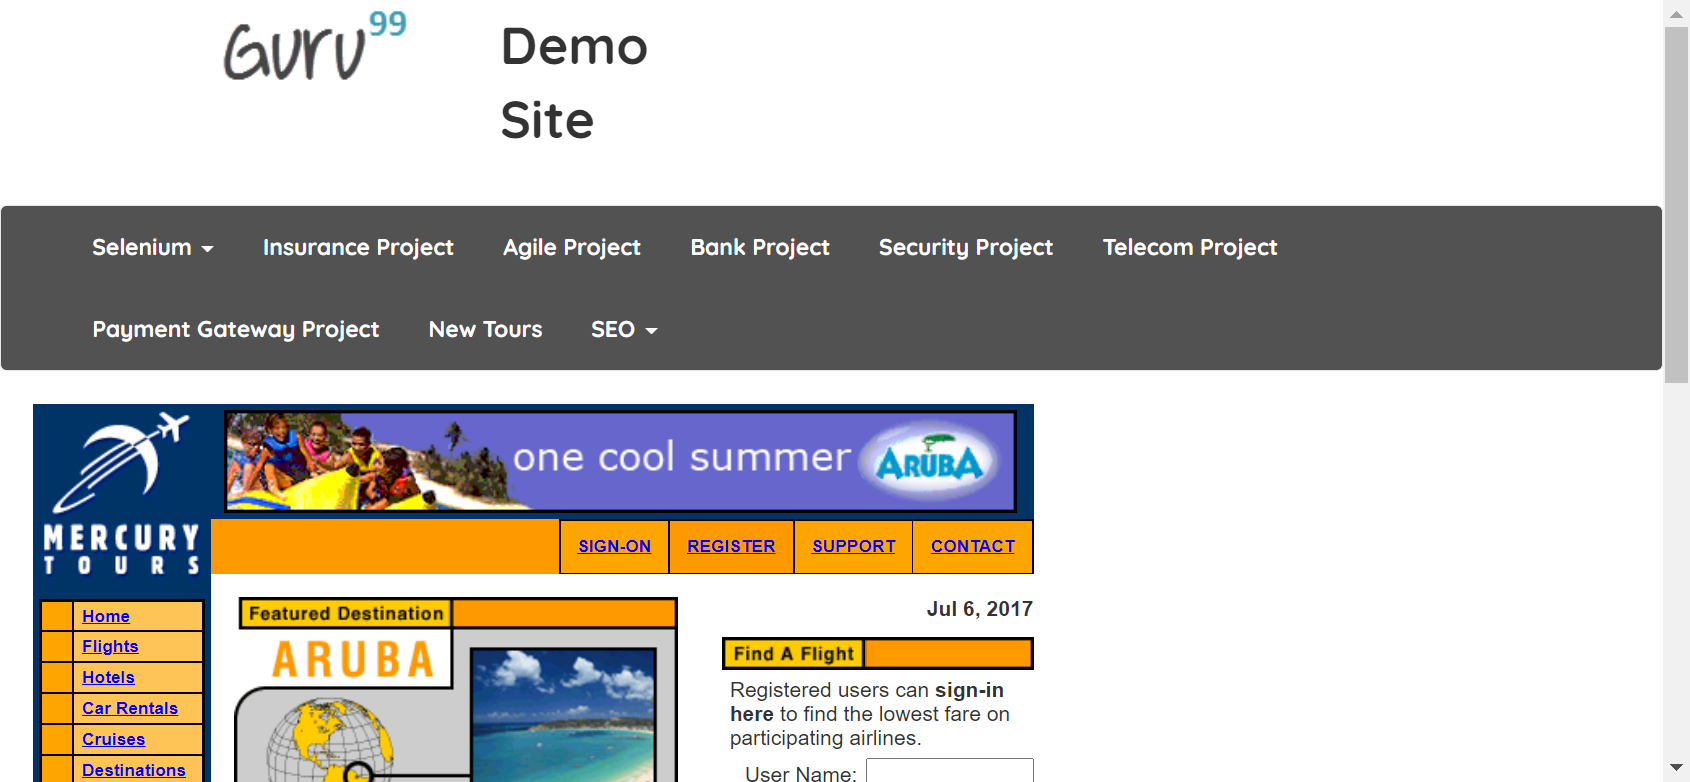 Guru99
Demo
Site
Selenium
Insurance Project
Agile Project
Bank Project
Security Project
Telecom Project
Payment Gateway Project
New Tours
SEO
one cool summer
ARUBA
MERCURY
TOURS
SIGN-ON
REGISTER
SUPPORT
CONTACT
Home
Flights
Hotels
Car Rentals
Cruises
Destinations
Featured Destination
ARUBA
Jul 6, 2017
Find A Flight
Registered users can sign-in
here to find the lowest fare on
participating airlines.
User Name: